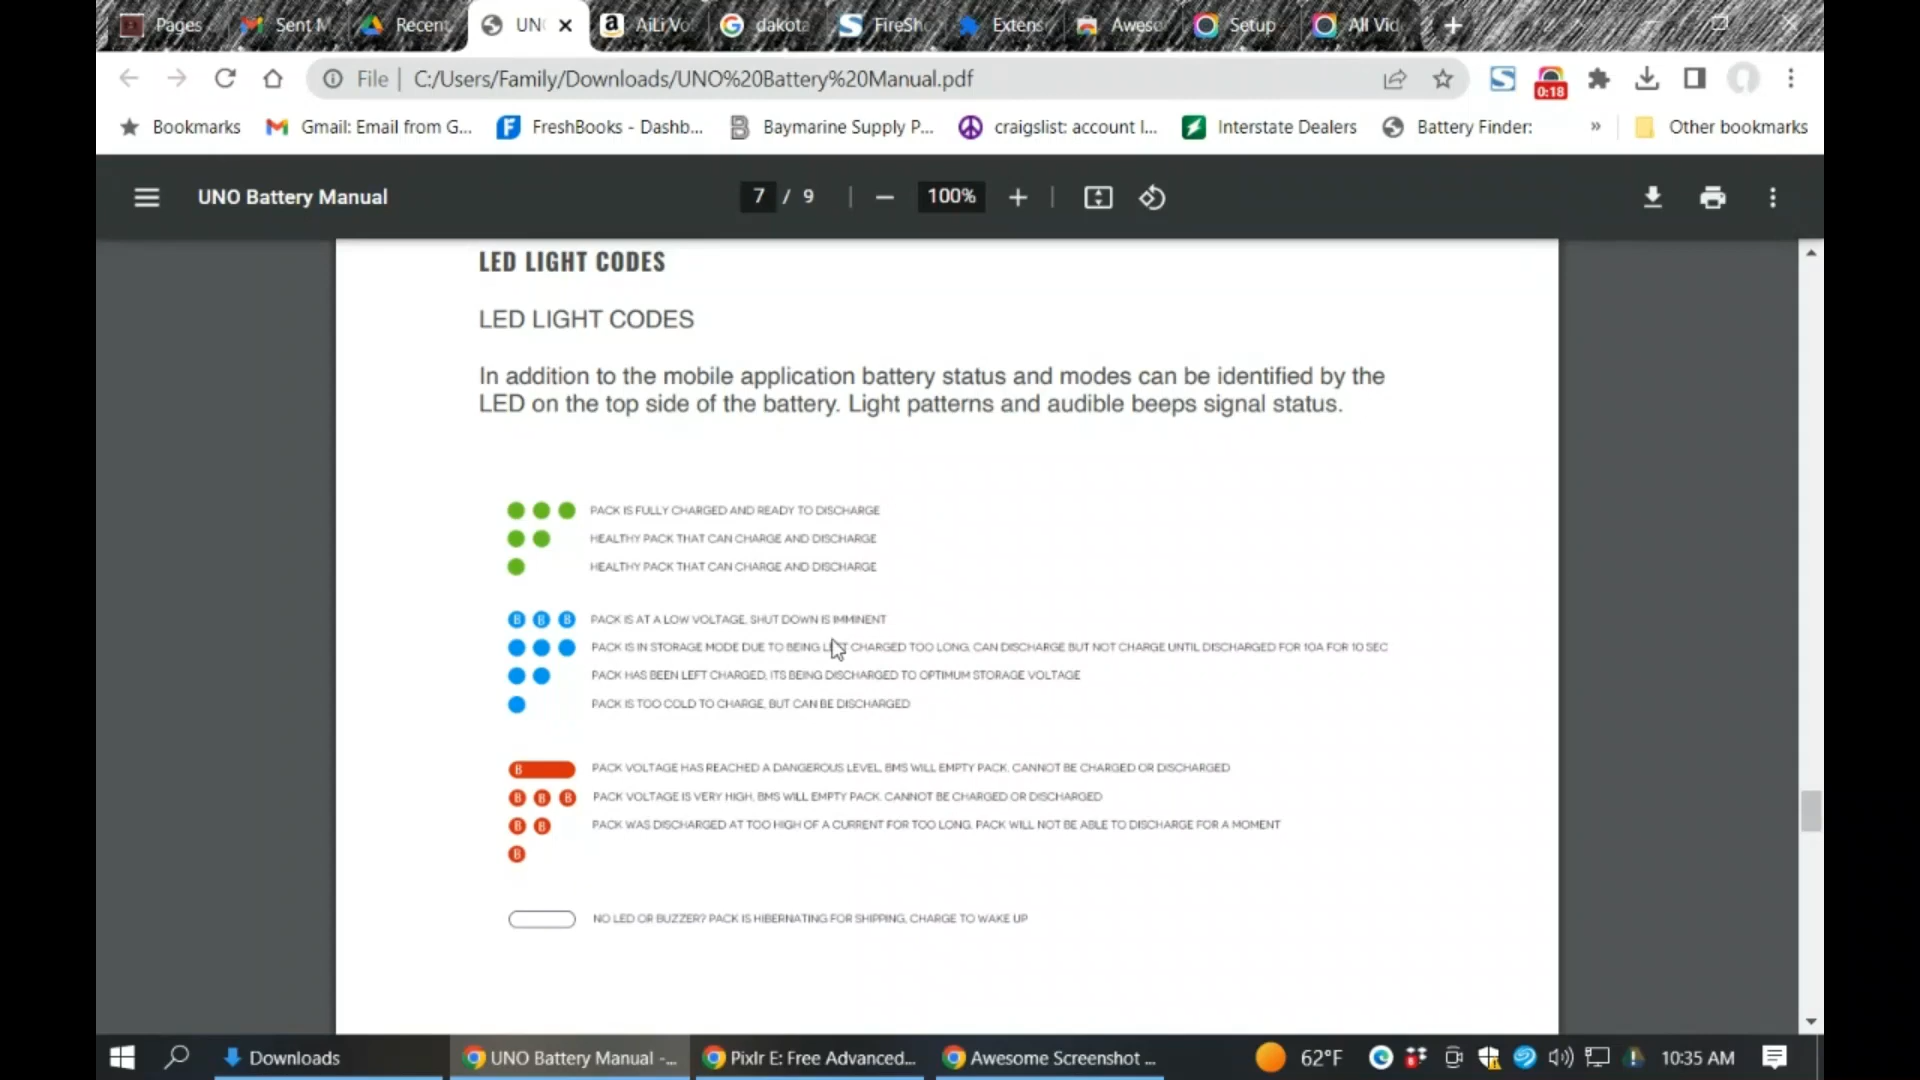 Pages
Sent M
Recent
UNO
AiLi Vo
dakota
FireSh
Extens
Aweso
Setup
All Vid
File | C:/Users/Family/Downloads/UNO%20Battery%20Manual.pdf
0:18
Bookmarks
Gmail: Email from G...
FreshBooks - Dashb...
Baymarine Supply P...
craigslist: account l...
Interstate Dealers
Battery Finder:
»
Other bookmarks
UNO Battery Manual
7 / 9
100%
LED LIGHT CODES
LED LIGHT CODES
In addition to the mobile application battery status and modes can be identified by the
LED on the top side of the battery. Light patterns and audible beeps signal status.
PACK IS FULLY CHARGED AND READY TO DISCHARGE
HEALTHY PACK THAT CAN CHARGE AND DISCHARGE
HEALTHY PACK THAT CAN CHARGE AND DISCHARGE
B B B PACK IS AT A LOW VOLTAGE, SHUT DOWN IS IMMINENT
PACK IS IN STORAGE MODE DUE TO BEING LEFT CHARGED TOO LONG, CAN DISCHARGE BUT NOT CHARGE UNTIL DISCHARGED FOR 10A FOR 10 SEC
PACK HAS BEEN LEFT CHARGED, ITS BEING DISCHARGED TO OPTIMUM STORAGE VOLTAGE
PACK IS TOO COLD TO CHARGE, BUT CAN BE DISCHARGED
B PACK VOLTAGE HAS REACHED A DANGEROUS LEVEL, BMS WILL EMPTY PACK, CANNOT BE CHARGED OR DISCHARGED
B B B PACK VOLTAGE IS VERY HIGH, BMS WILL EMPTY PACK. CANNOT BE CHARGED OR DISCHARGED
B B PACK WAS DISCHARGED AT TOO HIGH OF A CURRENT FOR TOO LONG. PACK WILL NOT BE ABLE TO DISCHARGE FOR A MOMENT
B
NO LED OR BUZZER? PACK IS HIBERNATING FOR SHIPPING, CHARGE TO WAKE UP
Downloads
UNO Battery Manual -...
Pixlr E: Free Advanced...
Awesome Screenshot ...
62°F
10:35 AM